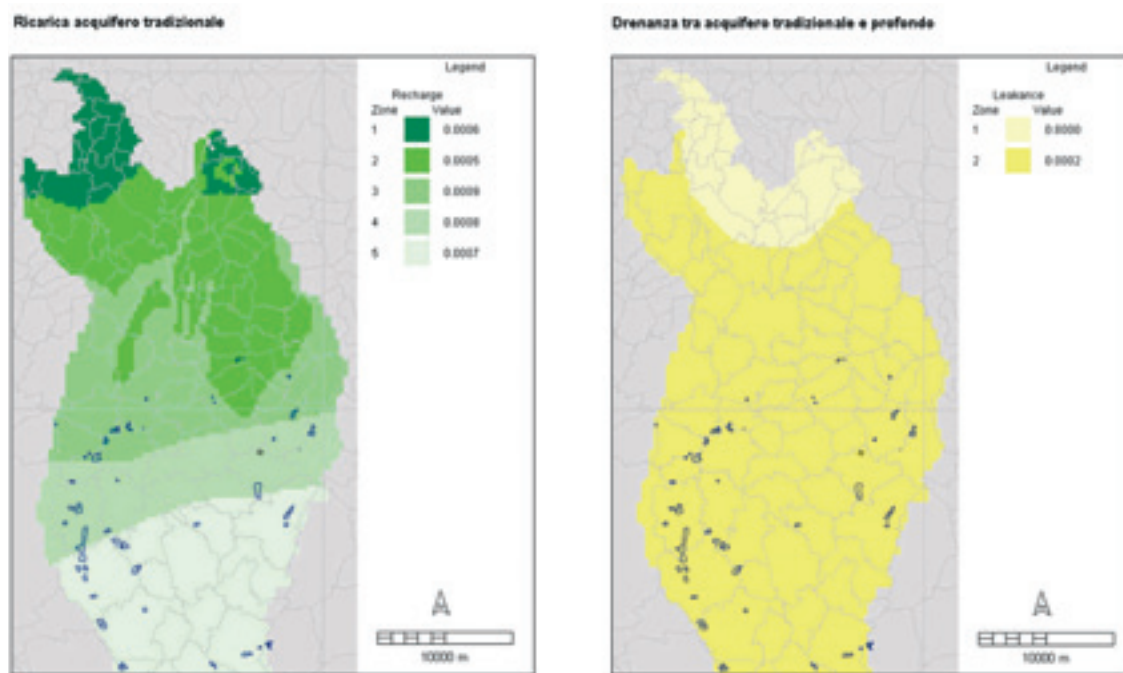 Ricarica acquifero tradizionale
Legend
Recharge
Zone Value
1 0.0006
2 0.0005
3 0.0009
4 0.0008
5 0.0007
10000 m
Drenanza tra acquifero tradizionale e profondo
Legend
Leakance
Zone Value
1 0.0000
2 0.0002
10000 m